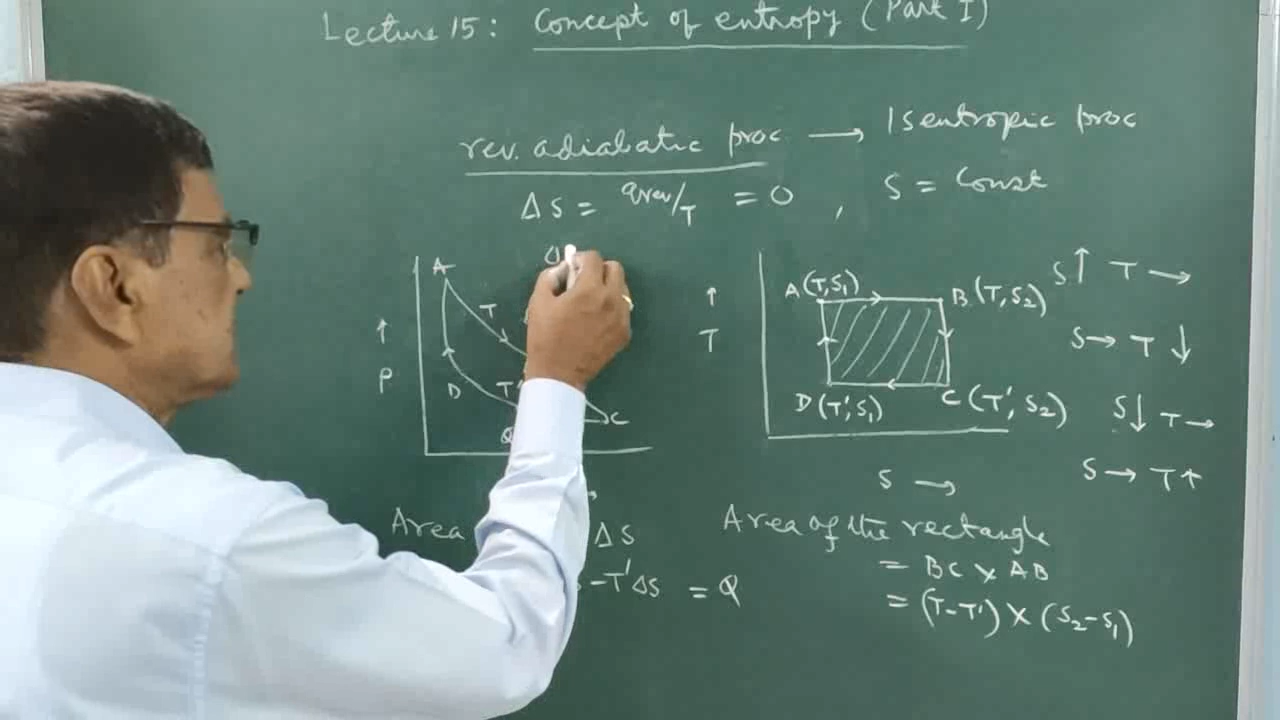 Lecture 15: Concept of entropy (Part I)
rev. adiabatic proc → Isentropic proc
ΔS = qrev/T = 0 , S = Const
A
T
↑
P
D
T'
C
↑
T
A (T, S₁)
B (T, S₂)
D (T', S₁)
C (T', S₂)
S →
S↑ T →
S → T ↓
S↓ T →
S → T ↑
Area ΔS
- T'ΔS = Q
Area of the rectangle
= BC × AB
= (T - T') × (S₂ - S₁)